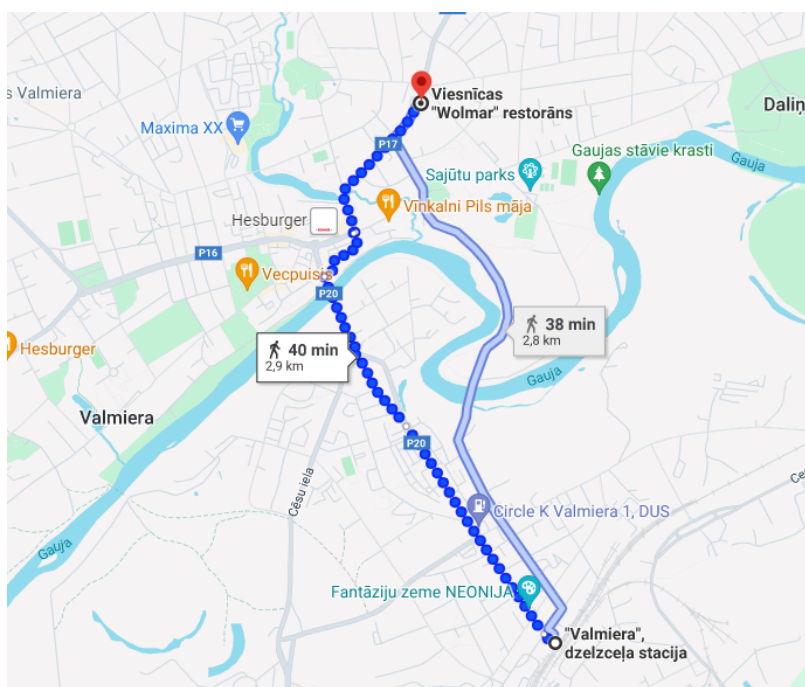 Viesnīcas
"Wolmar" restorāns
s Valmiera
Daliņ
Maxima XX
P17
Gaujas stāvie krasti
Gauja
Sajūtu parks
Vīnkalni Pils māja
Hesburger
P16
Vecpuisis
P20
38 min
2,8 km
40 min
2,9 km
Hesburger
Gauja
Valmiera
P20
Cēsu iela
Ce
Circle K Valmiera 1, DUS
Gauja
Fantāziju zeme NEONIJA
"Valmiera",
dzelzceļa stacija